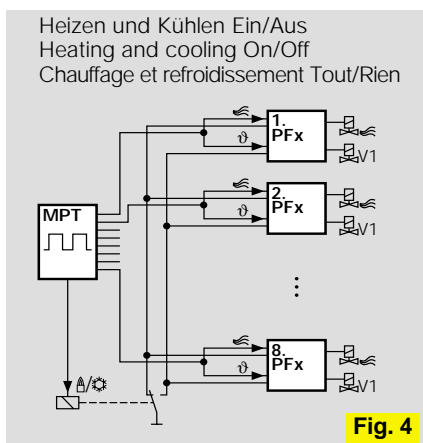 Heizen und Kühlen Ein/Aus
Heating and cooling On/Off
Chauffage et refroidissement Tout/Rien
1.
PFx
ϑ
V1
MPT
2.
PFx
ϑ
V1
8.
PFx
ϑ
V1
Fig. 4